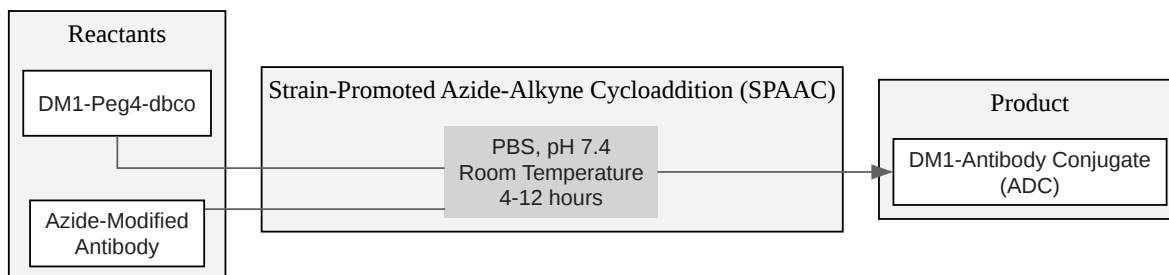 Reactants
DM1-Peg4-dbco
Azide-Modified
Antibody
Strain-Promoted Azide-Alkyne Cycloaddition (SPAAC)
PBS, pH 7.4
Room Temperature
4-12 hours
Product
DM1-Antibody Conjugate
(ADC)